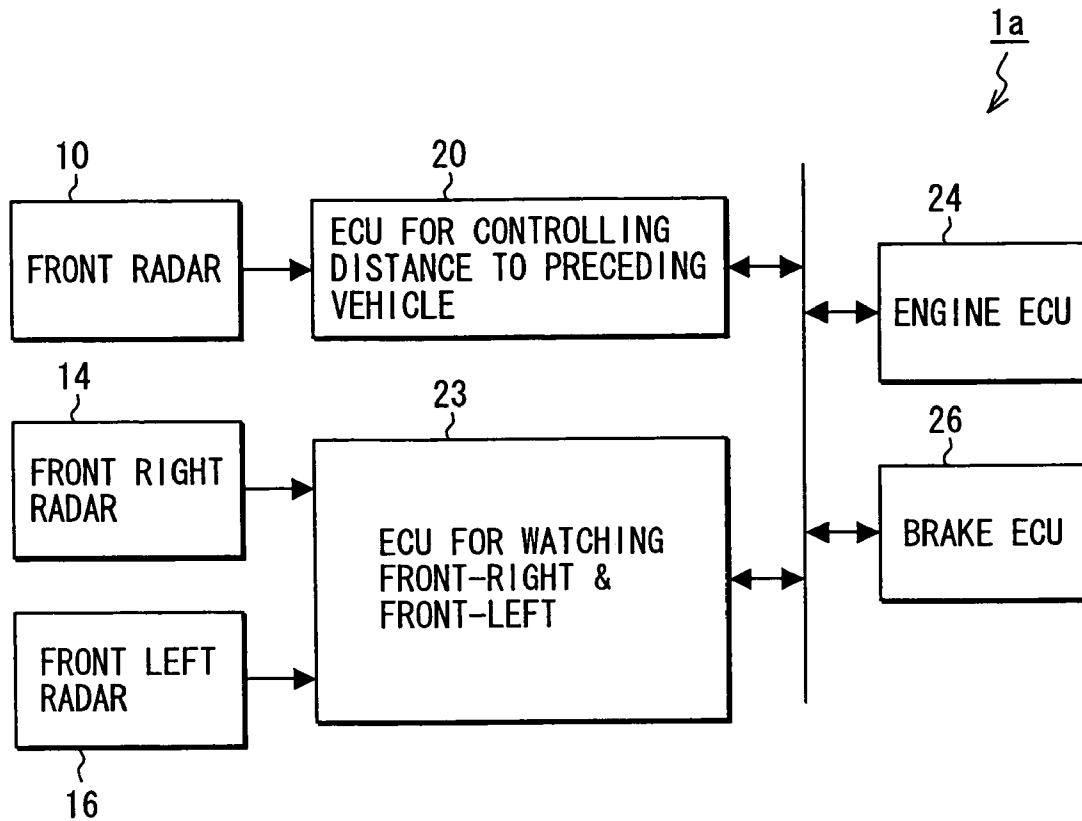 1a
10
FRONT RADAR
20
ECU FOR CONTROLLING
DISTANCE TO PRECEDING
VEHICLE
24
ENGINE ECU
14
FRONT RIGHT
RADAR
23
ECU FOR WATCHING
FRONT-RIGHT &
FRONT-LEFT
26
BRAKE ECU
FRONT LEFT
RADAR
16